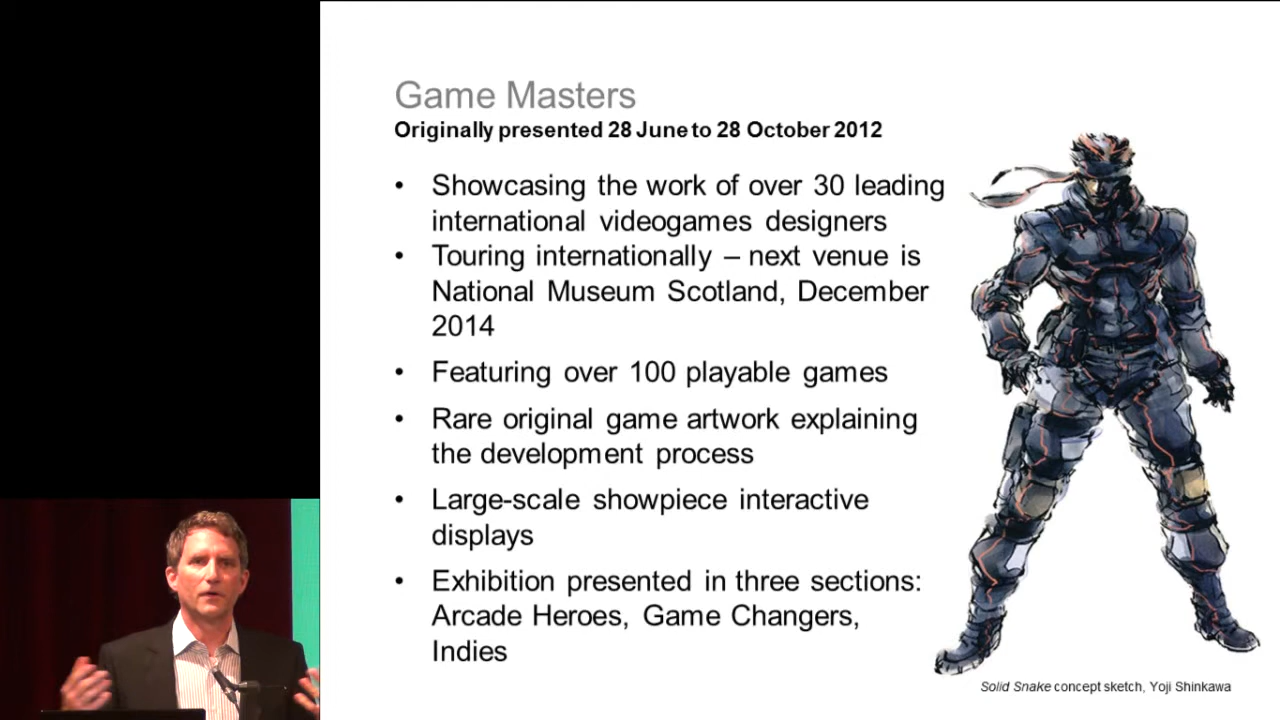 Game Masters
Originally presented 28 June to 28 October 2012
• Showcasing the work of over 30 leading
international videogames designers
• Touring internationally – next venue is
National Museum Scotland, December
2014
• Featuring over 100 playable games
• Rare original game artwork explaining
the development process
• Large-scale showpiece interactive
displays
• Exhibition presented in three sections:
Arcade Heroes, Game Changers,
Indies
Solid Snake concept sketch, Yoji Shinkawa